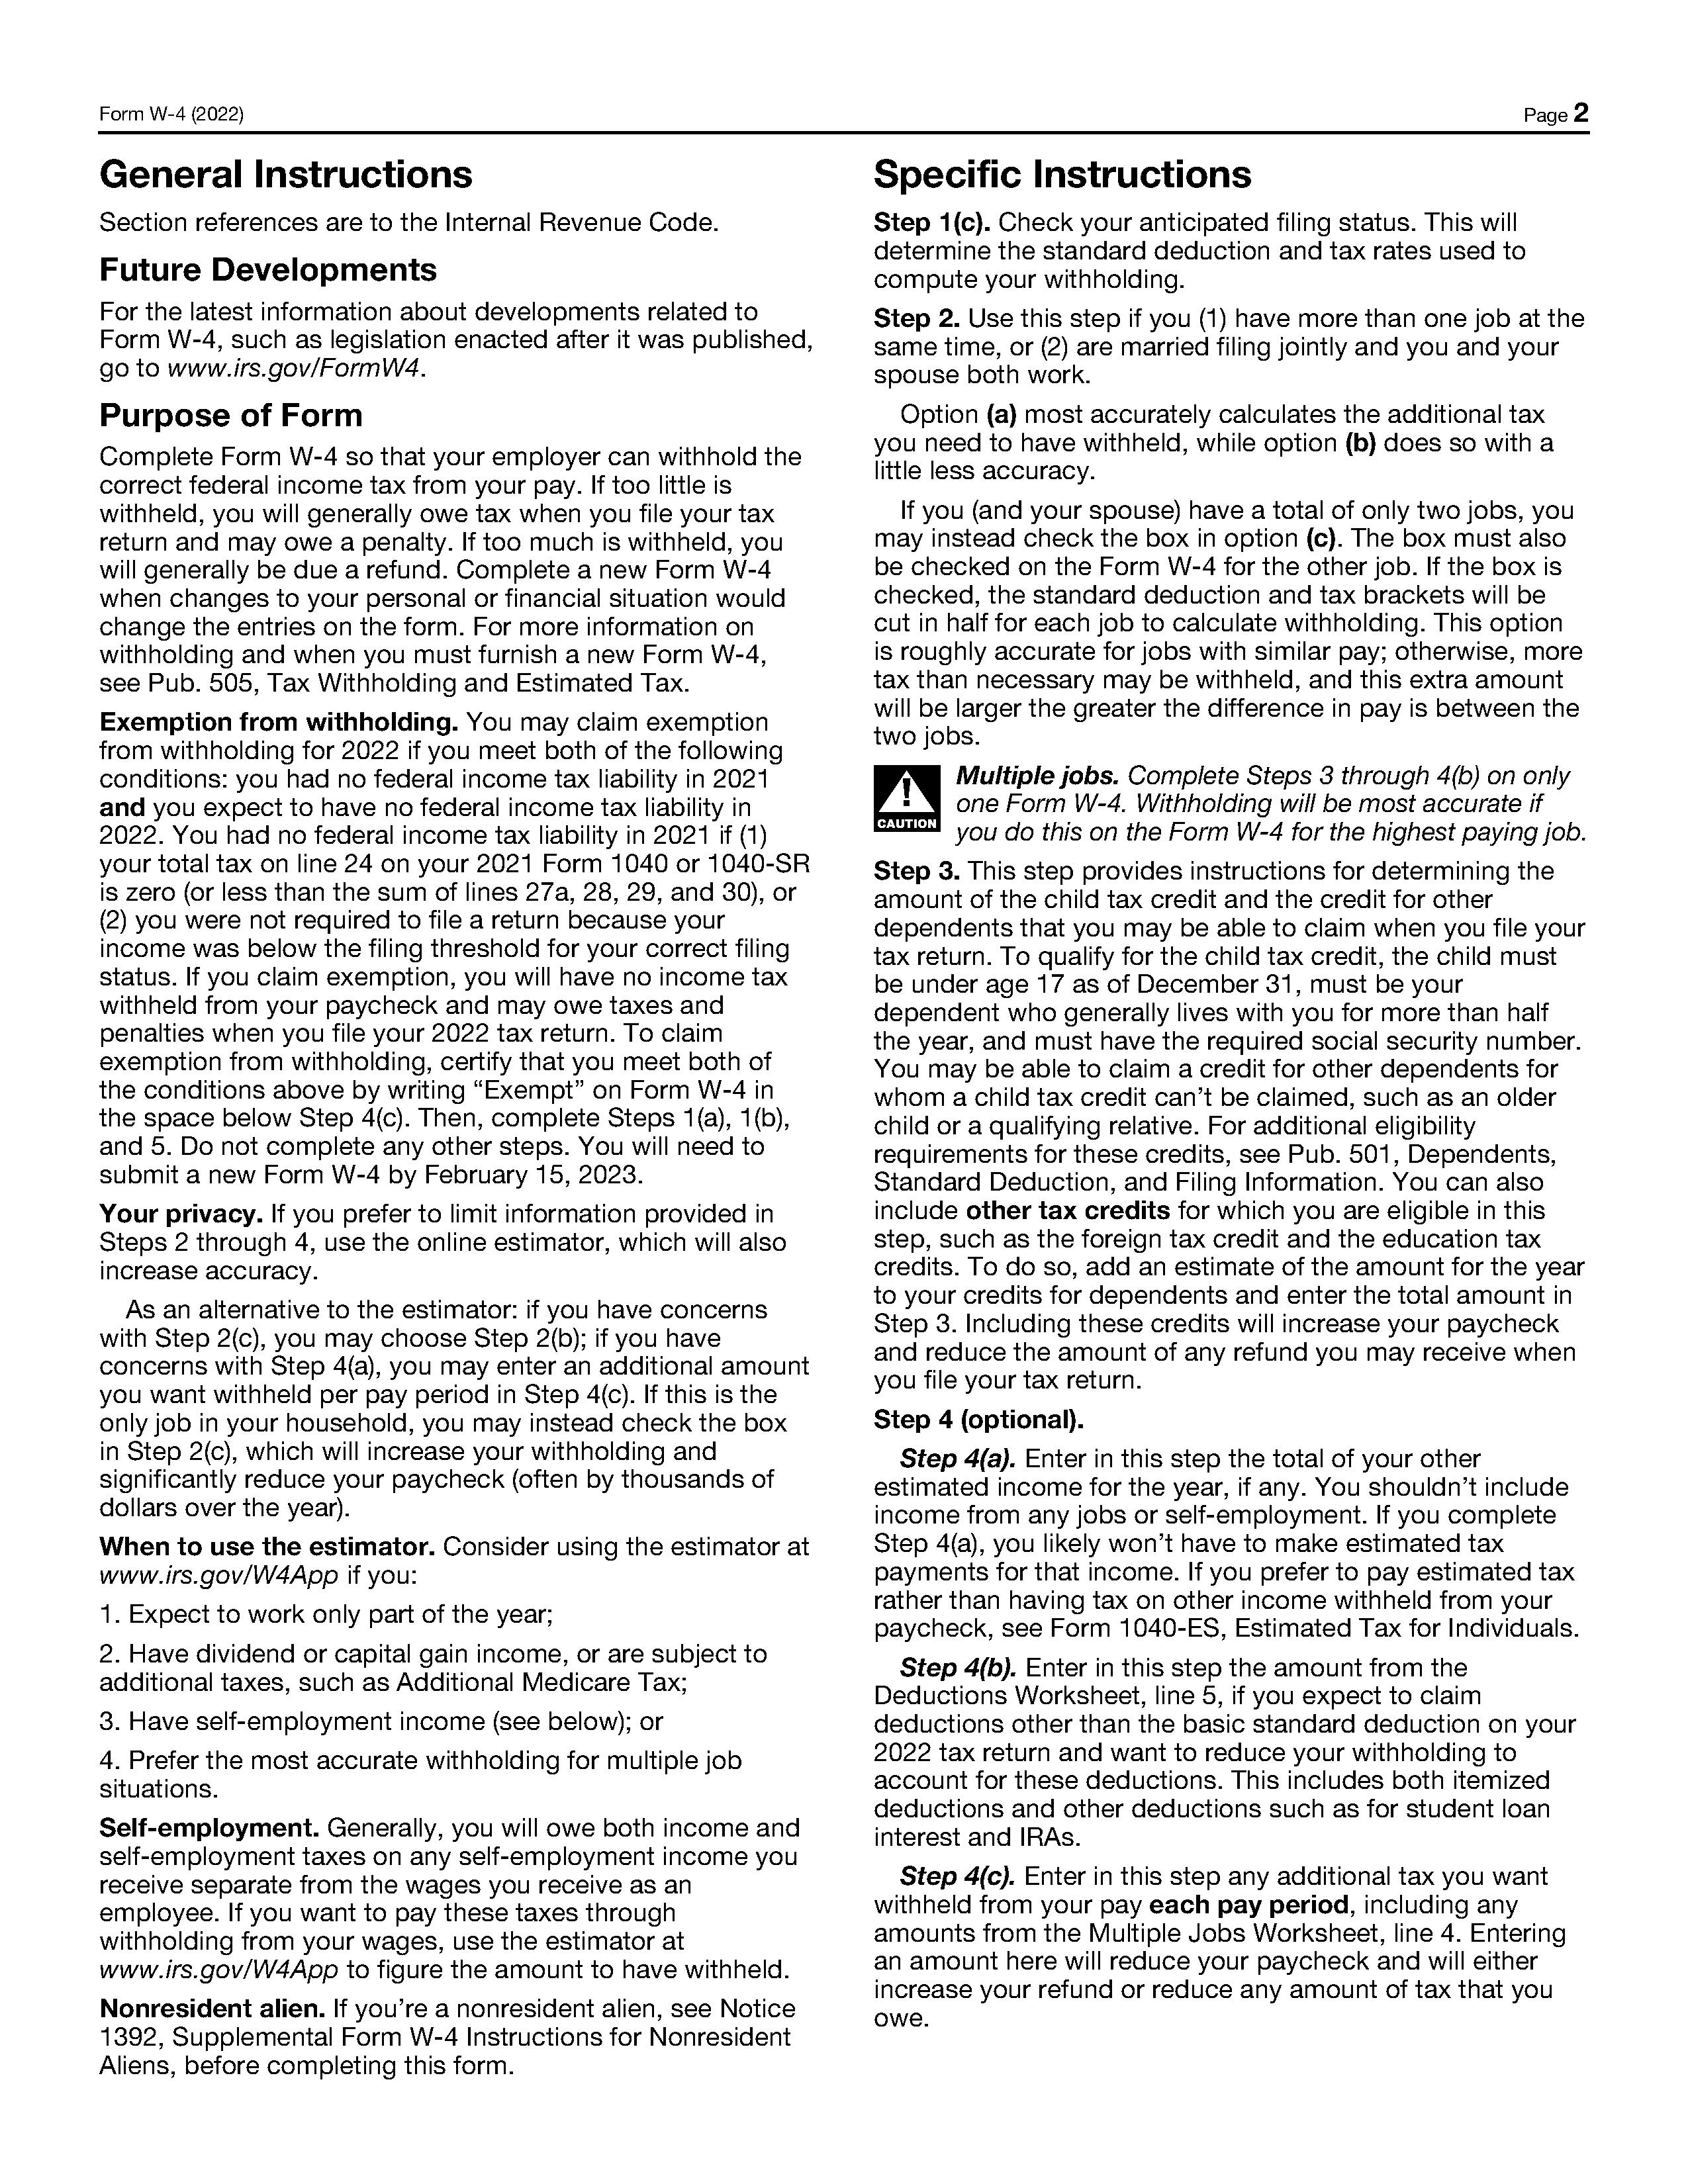 Form W-4 (2022)
Page 2
General Instructions
Section references are to the Internal Revenue Code.
Future Developments
For the latest information about developments related to
Form W-4, such as legislation enacted after it was published,
go to www.irs.gov/FormW4.
Purpose of Form
Complete Form W-4 so that your employer can withhold the
correct federal income tax from your pay. If too little is
withheld, you will generally owe tax when you file your tax
return and may owe a penalty. If too much is withheld, you
will generally be due a refund. Complete a new Form W-4
when changes to your personal or financial situation would
change the entries on the form. For more information on
withholding and when you must furnish a new Form W-4,
see Pub. 505, Tax Withholding and Estimated Tax.
Exemption from withholding. You may claim exemption
from withholding for 2022 if you meet both of the following
conditions: you had no federal income tax liability in 2021
and you expect to have no federal income tax liability in
2022. You had no federal income tax liability in 2021 if (1)
your total tax on line 24 on your 2021 Form 1040 or 1040-SR
is zero (or less than the sum of lines 27a, 28, 29, and 30), or
(2) you were not required to file a return because your
income was below the filing threshold for your correct filing
status. If you claim exemption, you will have no income tax
withheld from your paycheck and may owe taxes and
penalties when you file your 2022 tax return. To claim
exemption from withholding, certify that you meet both of
the conditions above by writing “Exempt” on Form W-4 in
the space below Step 4(c). Then, complete Steps 1(a), 1(b),
and 5. Do not complete any other steps. You will need to
submit a new Form W-4 by February 15, 2023.
Your privacy. If you prefer to limit information provided in
Steps 2 through 4, use the online estimator, which will also
increase accuracy.
As an alternative to the estimator: if you have concerns
with Step 2(c), you may choose Step 2(b); if you have
concerns with Step 4(a), you may enter an additional amount
you want withheld per pay period in Step 4(c). If this is the
only job in your household, you may instead check the box
in Step 2(c), which will increase your withholding and
significantly reduce your paycheck (often by thousands of
dollars over the year).
When to use the estimator. Consider using the estimator at
www.irs.gov/W4App if you:
1. Expect to work only part of the year;
2. Have dividend or capital gain income, or are subject to
additional taxes, such as Additional Medicare Tax;
3. Have self-employment income (see below); or
4. Prefer the most accurate withholding for multiple job
situations.
Self-employment. Generally, you will owe both income and
self-employment taxes on any self-employment income you
receive separate from the wages you receive as an
employee. If you want to pay these taxes through
withholding from your wages, use the estimator at
www.irs.gov/W4App to figure the amount to have withheld.
Nonresident alien. If you’re a nonresident alien, see Notice
1392, Supplemental Form W-4 Instructions for Nonresident
Aliens, before completing this form.
Specific Instructions
Step 1(c). Check your anticipated filing status. This will
determine the standard deduction and tax rates used to
compute your withholding.
Step 2. Use this step if you (1) have more than one job at the
same time, or (2) are married filing jointly and you and your
spouse both work.
Option (a) most accurately calculates the additional tax
you need to have withheld, while option (b) does so with a
little less accuracy.
If you (and your spouse) have a total of only two jobs, you
may instead check the box in option (c). The box must also
be checked on the Form W-4 for the other job. If the box is
checked, the standard deduction and tax brackets will be
cut in half for each job to calculate withholding. This option
is roughly accurate for jobs with similar pay; otherwise, more
tax than necessary may be withheld, and this extra amount
will be larger the greater the difference in pay is between the
two jobs.
! CAUTION
Multiple jobs. Complete Steps 3 through 4(b) on only
one Form W-4. Withholding will be most accurate if
you do this on the Form W-4 for the highest paying job.
Step 3. This step provides instructions for determining the
amount of the child tax credit and the credit for other
dependents that you may be able to claim when you file your
tax return. To qualify for the child tax credit, the child must
be under age 17 as of December 31, must be your
dependent who generally lives with you for more than half
the year, and must have the required social security number.
You may be able to claim a credit for other dependents for
whom a child tax credit can’t be claimed, such as an older
child or a qualifying relative. For additional eligibility
requirements for these credits, see Pub. 501, Dependents,
Standard Deduction, and Filing Information. You can also
include other tax credits for which you are eligible in this
step, such as the foreign tax credit and the education tax
credits. To do so, add an estimate of the amount for the year
to your credits for dependents and enter the total amount in
Step 3. Including these credits will increase your paycheck
and reduce the amount of any refund you may receive when
you file your tax return.
Step 4 (optional).
Step 4(a). Enter in this step the total of your other
estimated income for the year, if any. You shouldn’t include
income from any jobs or self-employment. If you complete
Step 4(a), you likely won’t have to make estimated tax
payments for that income. If you prefer to pay estimated tax
rather than having tax on other income withheld from your
paycheck, see Form 1040-ES, Estimated Tax for Individuals.
Step 4(b). Enter in this step the amount from the
Deductions Worksheet, line 5, if you expect to claim
deductions other than the basic standard deduction on your
2022 tax return and want to reduce your withholding to
account for these deductions. This includes both itemized
deductions and other deductions such as for student loan
interest and IRAs.
Step 4(c). Enter in this step any additional tax you want
withheld from your pay each pay period, including any
amounts from the Multiple Jobs Worksheet, line 4. Entering
an amount here will reduce your paycheck and will either
increase your refund or reduce any amount of tax that you
owe.